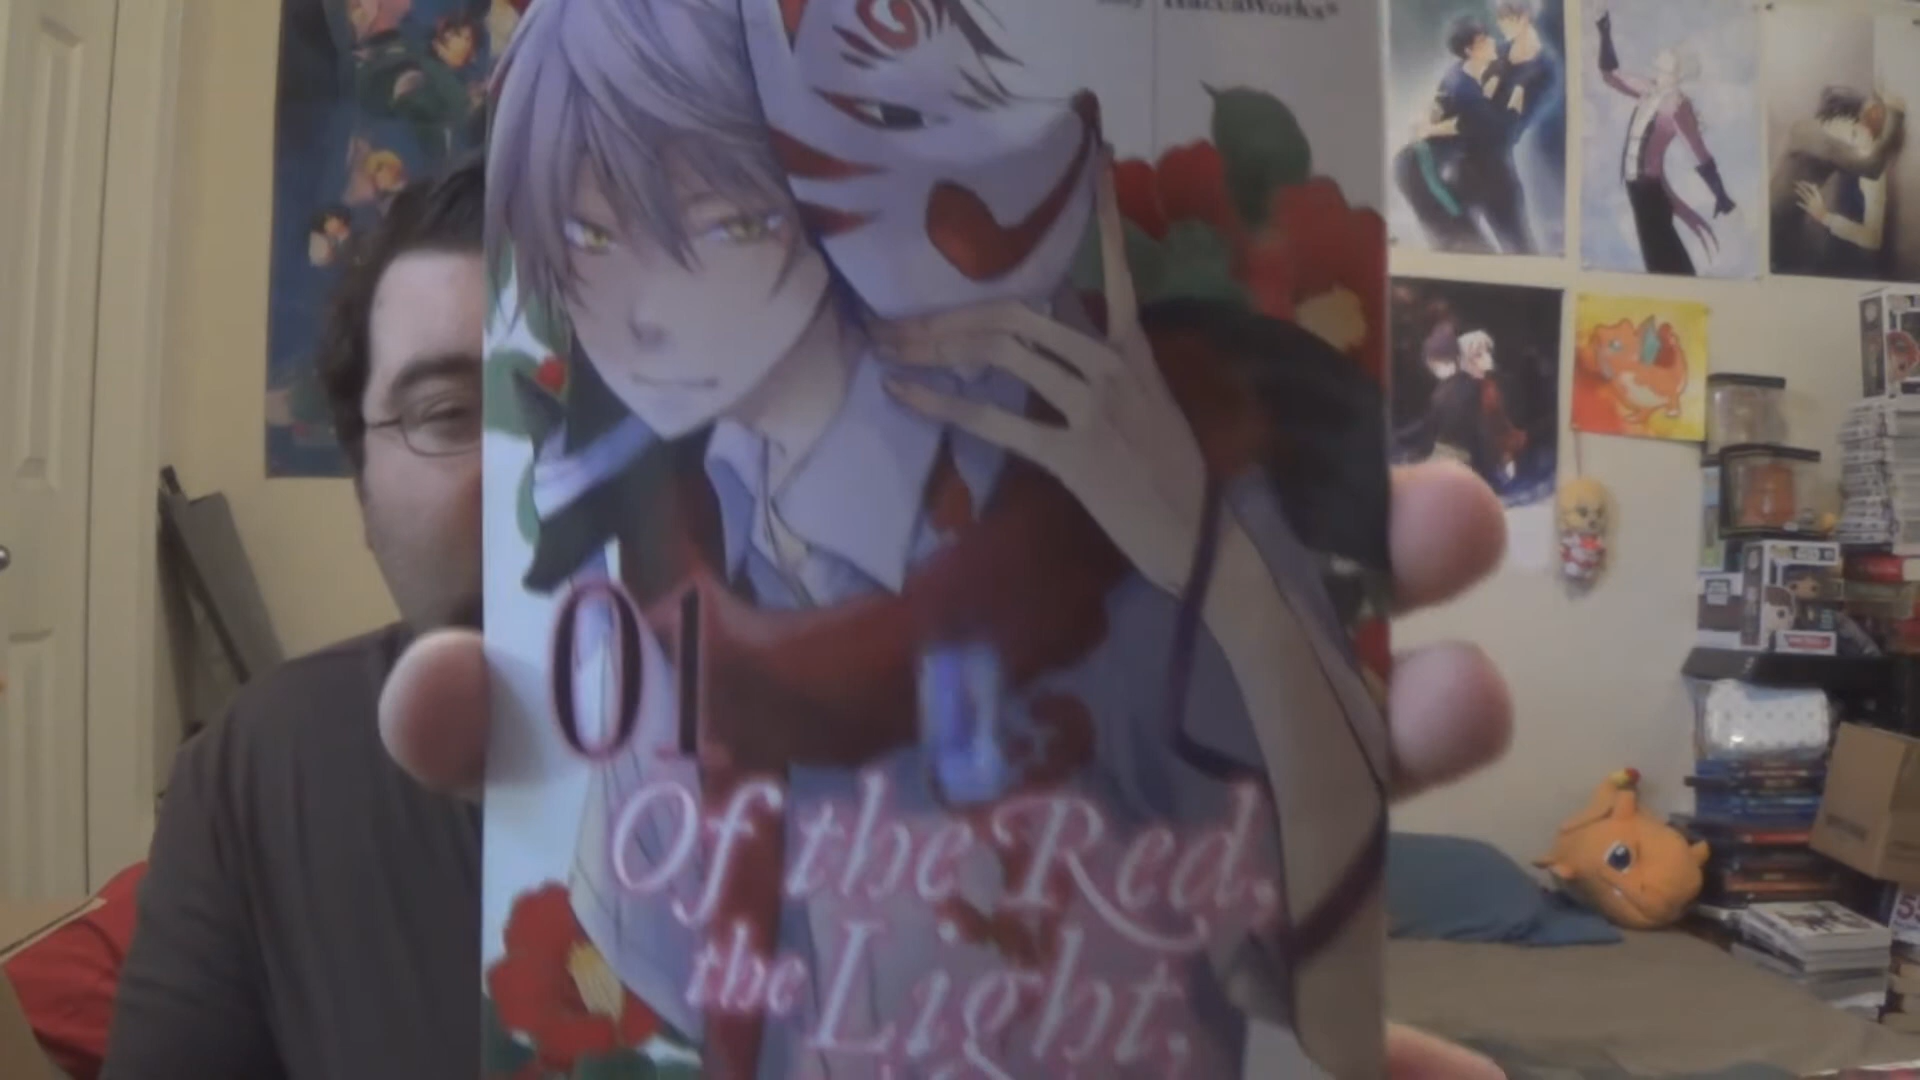 HaccaWorks*
01
Of the Red,
the Light,